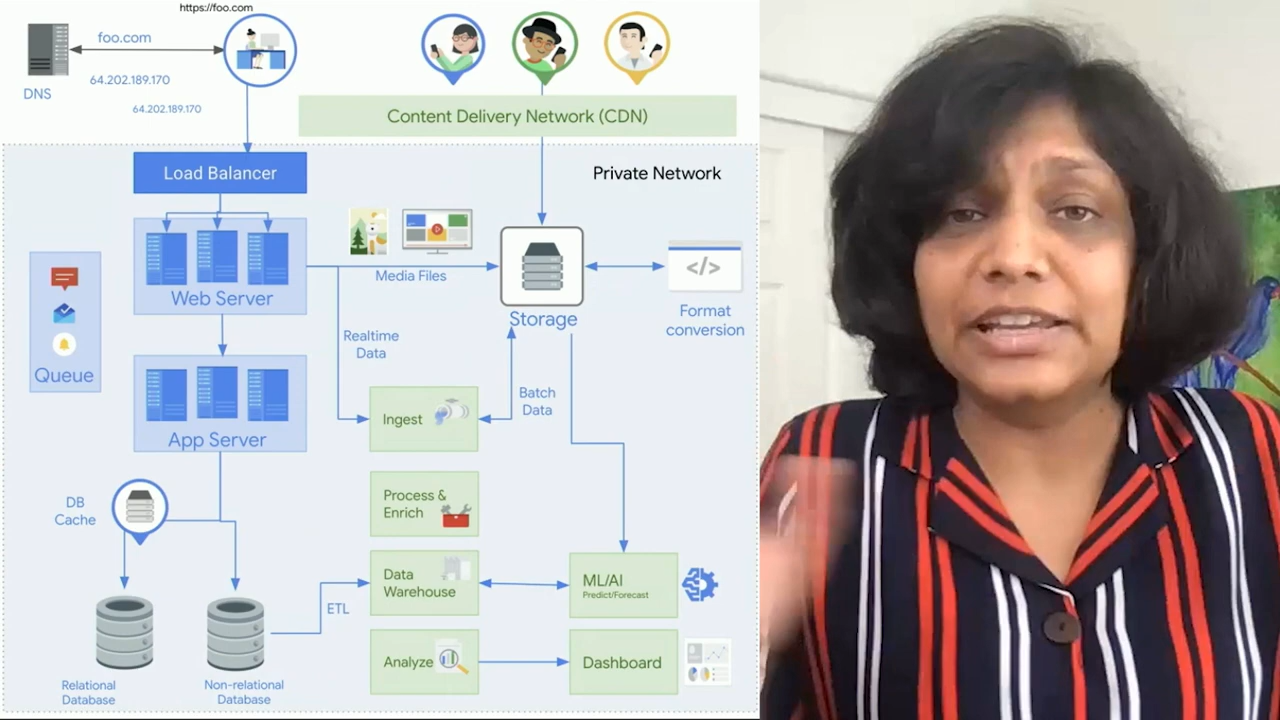 https://foo.com
foo.com
64.202.189.170
DNS
64.202.189.170
Content Delivery Network (CDN)
Load Balancer
Private Network
Web Server
Media Files
Storage
Format
conversion
Realtime
Data
Queue
Batch
Data
Ingest
App Server
DB
Cache
Process &
Enrich
Data
Warehouse
ML/AI
Predict/Forecast
ETL
Analyze
Dashboard
Relational
Database
Non-relational
Database